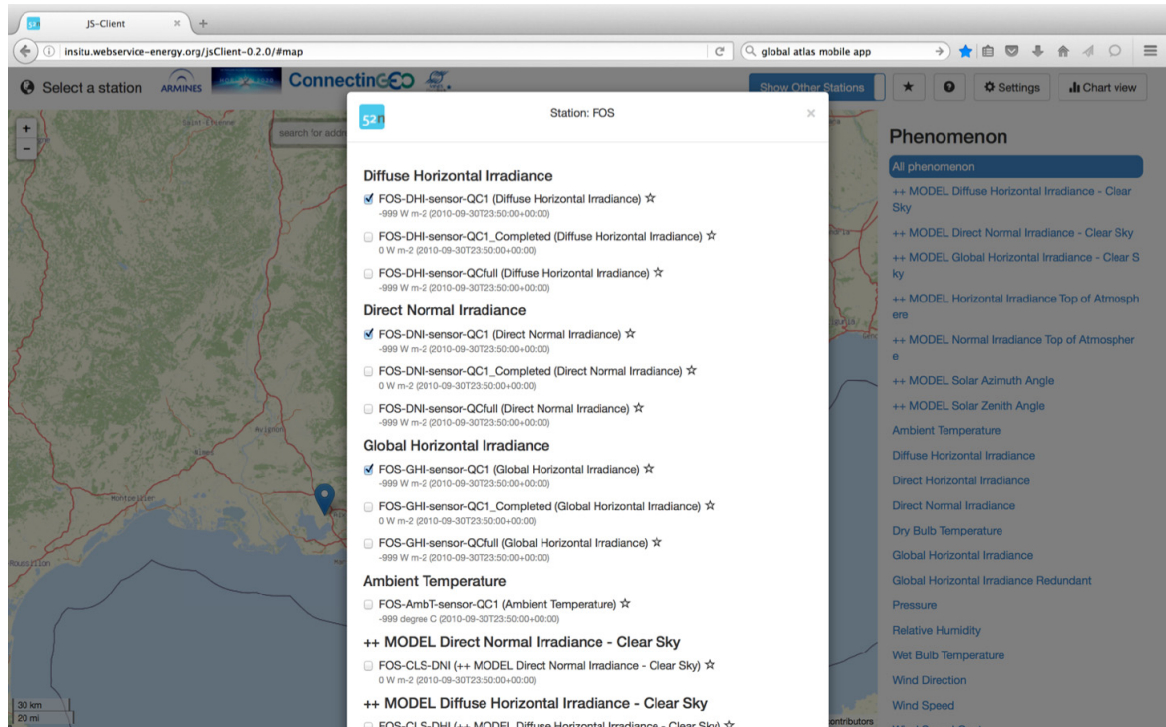 52n JS-Client × +
insitu.webservice-energy.org/jsClient-0.2.0/#map
global atlas mobile app
Select a station ARMINES ConnectinGEO
Show Other Stations Settings Chart view
+
−
search for addr
52n Station: FOS ×
Diffuse Horizontal Irradiance
FOS-DHI-sensor-QC1 (Diffuse Horizontal Irradiance) ☆
-999 W m-2 (2010-09-30T23:50:00+00:00)
FOS-DHI-sensor-QC1_Completed (Diffuse Horizontal Irradiance) ☆
0 W m-2 (2010-09-30T23:50:00+00:00)
FOS-DHI-sensor-QCfull (Diffuse Horizontal Irradiance) ☆
-999 W m-2 (2010-09-30T23:50:00+00:00)
Direct Normal Irradiance
FOS-DNI-sensor-QC1 (Direct Normal Irradiance) ☆
-999 W m-2 (2010-09-30T23:50:00+00:00)
FOS-DNI-sensor-QC1_Completed (Direct Normal Irradiance) ☆
0 W m-2 (2010-09-30T23:50:00+00:00)
FOS-DNI-sensor-QCfull (Direct Normal Irradiance) ☆
-999 W m-2 (2010-09-30T23:50:00+00:00)
Global Horizontal Irradiance
FOS-GHI-sensor-QC1 (Global Horizontal Irradiance) ☆
-999 W m-2 (2010-09-30T23:50:00+00:00)
FOS-GHI-sensor-QC1_Completed (Global Horizontal Irradiance) ☆
0 W m-2 (2010-09-30T23:50:00+00:00)
FOS-GHI-sensor-QCfull (Global Horizontal Irradiance) ☆
-999 W m-2 (2010-09-30T23:50:00+00:00)
Ambient Temperature
FOS-AmbT-sensor-QC1 (Ambient Temperature) ☆
-999 degree C (2010-09-30T23:50:00+00:00)
++ MODEL Direct Normal Irradiance - Clear Sky
FOS-CLS-DNI (++ MODEL Direct Normal Irradiance - Clear Sky) ☆
0 W m-2 (2010-09-30T23:50:00+00:00)
++ MODEL Diffuse Horizontal Irradiance - Clear Sky
FOS-CLS-DHI (++ MODEL Diffuse Horizontal Irradiance - Clear Sky) ☆
Saint-Etienne
Avignon
Nîmes
Montpellier
Roussillon
30 km
20 mi
contributors
Phenomenon
All phenomenon
++ MODEL Diffuse Horizontal Irradiance - Clear
Sky
++ MODEL Direct Normal Irradiance - Clear Sky
++ MODEL Global Horizontal Irradiance - Clear S
ky
++ MODEL Horizontal Irradiance Top of Atmosph
ere
++ MODEL Normal Irradiance Top of Atmospher
e
++ MODEL Solar Azimuth Angle
++ MODEL Solar Zenith Angle
Ambient Temperature
Diffuse Horizontal Irradiance
Direct Horizontal Irradiance
Direct Normal Irradiance
Dry Bulb Temperature
Global Horizontal Irradiance
Global Horizontal Irradiance Redundant
Pressure
Relative Humidity
Wet Bulb Temperature
Wind Direction
Wind Speed